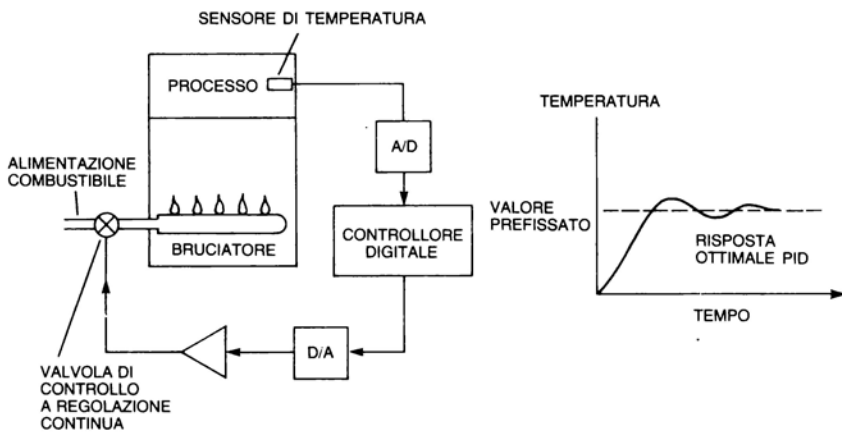 SENSORE DI TEMPERATURA
PROCESSO
A/D
ALIMENTAZIONE
COMBUSTIBILE
BRUCIATORE
CONTROLLORE
DIGITALE
D/A
VALVOLA DI
CONTROLLO
A REGOLAZIONE
CONTINUA
TEMPERATURA
VALORE
PREFISSATO
RISPOSTA
OTTIMALE PID
TEMPO